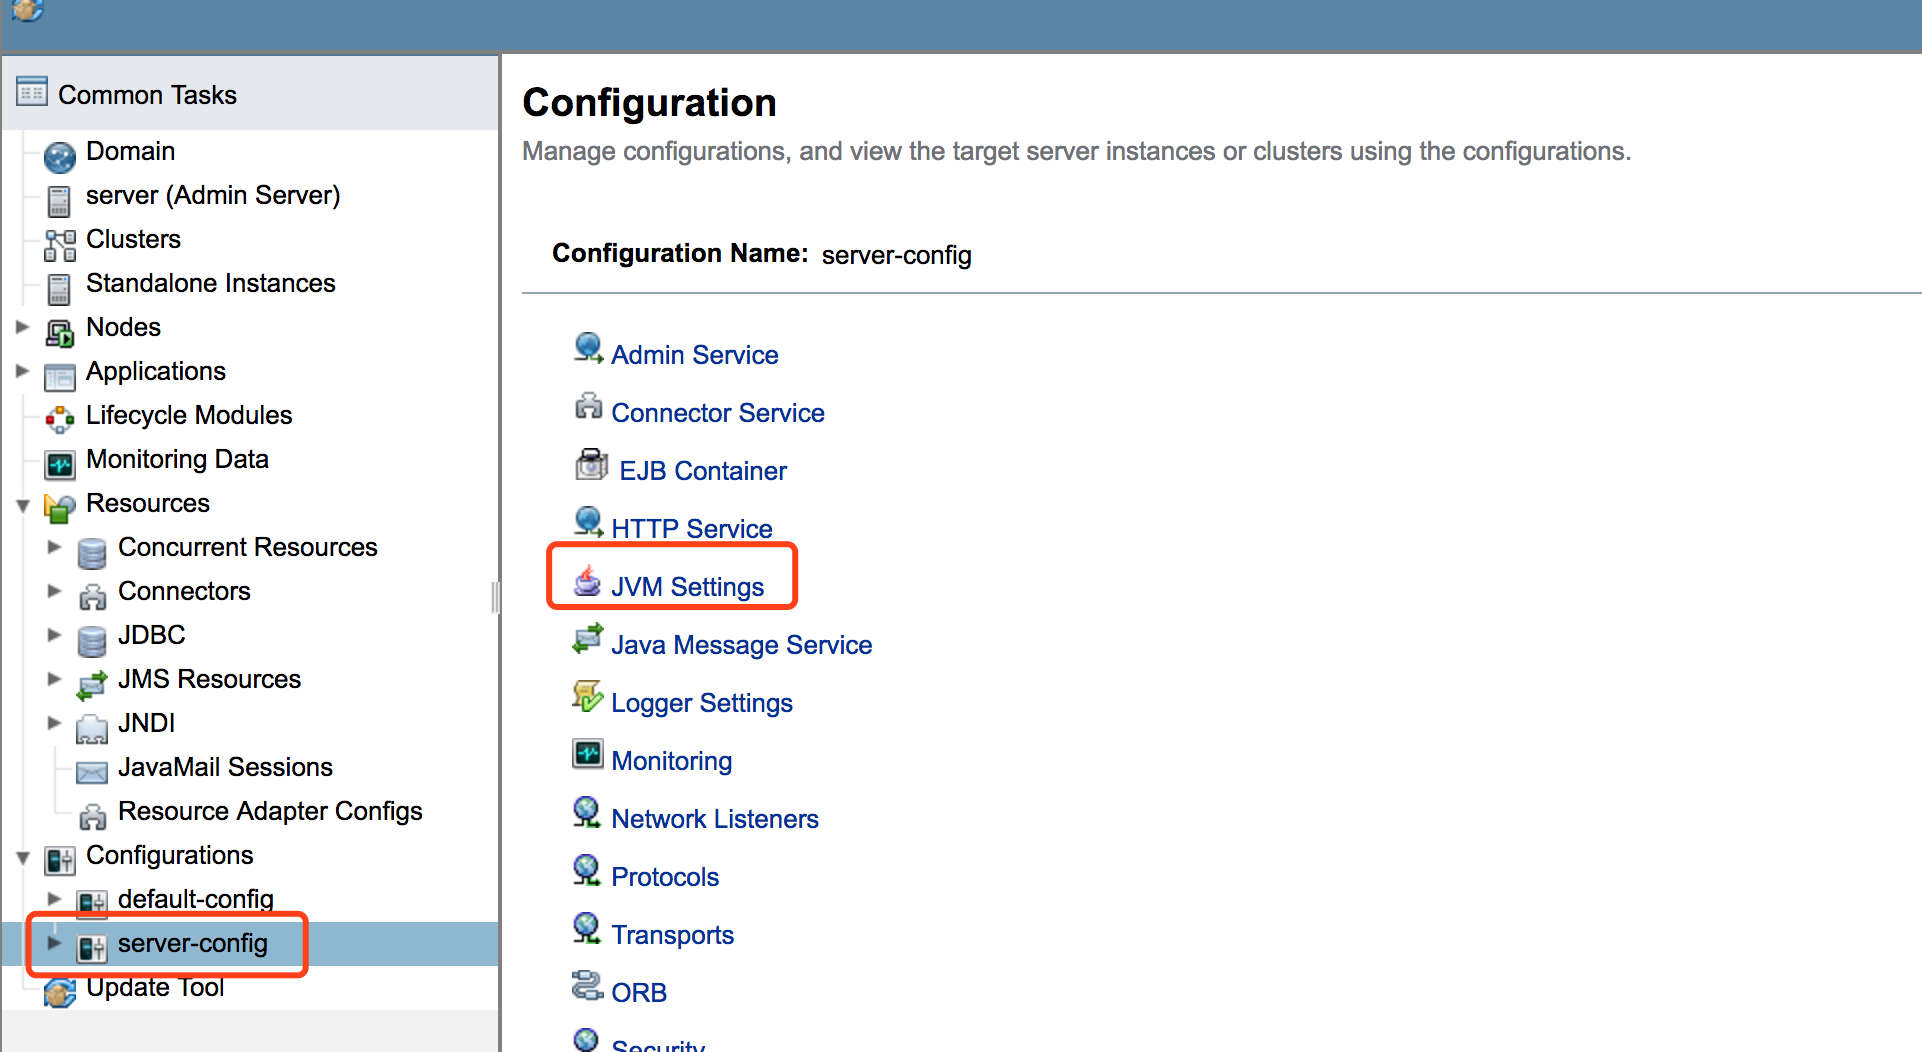 Common Tasks
Domain
server (Admin Server)
Clusters
Standalone Instances
Nodes
Applications
Lifecycle Modules
Monitoring Data
Resources
Concurrent Resources
Connectors
JDBC
JMS Resources
JNDI
JavaMail Sessions
Resource Adapter Configs
Configurations
default-config
server-config
Update Tool
Configuration
Manage configurations, and view the target server instances or clusters using the configurations.
Configuration Name: server-config
Admin Service
Connector Service
EJB Container
HTTP Service
JVM Settings
Java Message Service
Logger Settings
Monitoring
Network Listeners
Protocols
Transports
ORB
Security